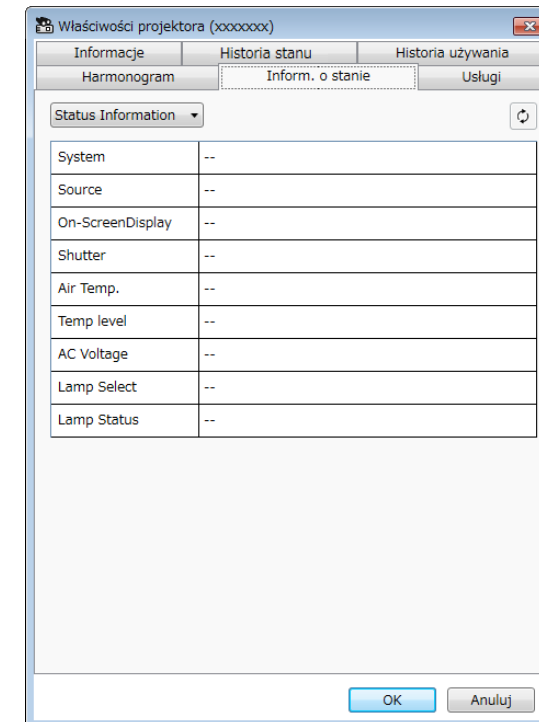 Właściwości projektora (xxxxxxx)
Informacje Historia stanu Historia używania
Harmonogram Inform. o stanie Usługi
Status Information
System --
Source --
On-ScreenDisplay --
Shutter --
Air Temp. --
Temp level --
AC Voltage --
Lamp Select --
Lamp Status --
OK Anuluj